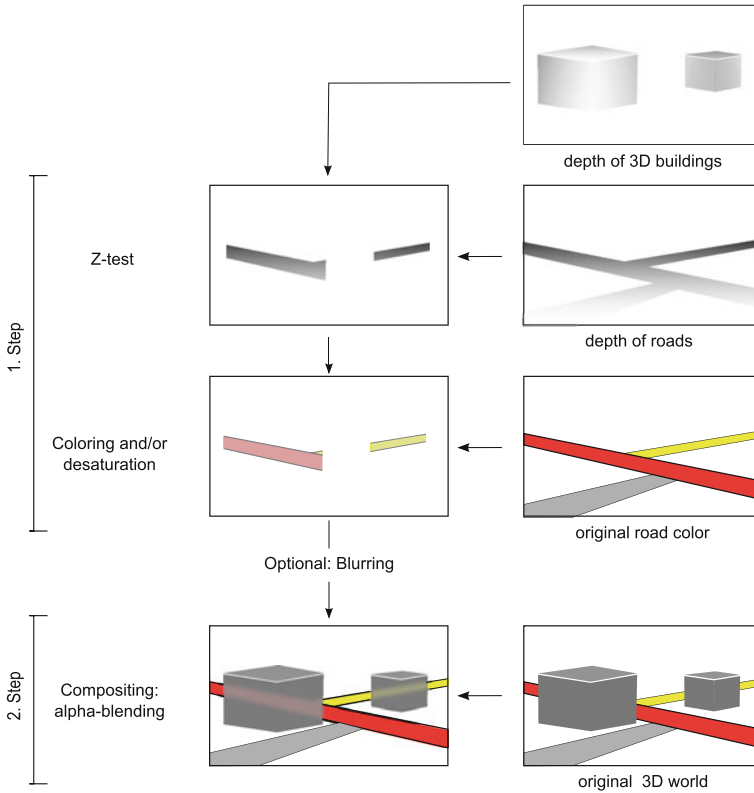 depth of 3D buildings
1. Step
Z-test
depth of roads
Coloring and/or
desaturation
original road color
Optional: Blurring
2. Step
Compositing:
alpha-blending
original 3D world